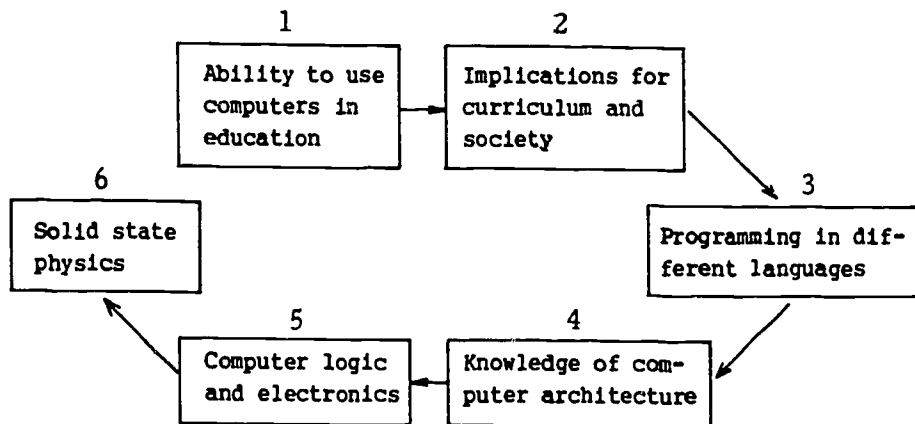 1
Ability to use
computers in
education
2
Implications for
curriculum and
society
3
Programming in dif-
ferent languages
4
Knowledge of com-
puter architecture
5
Computer logic
and electronics
6
Solid state
physics